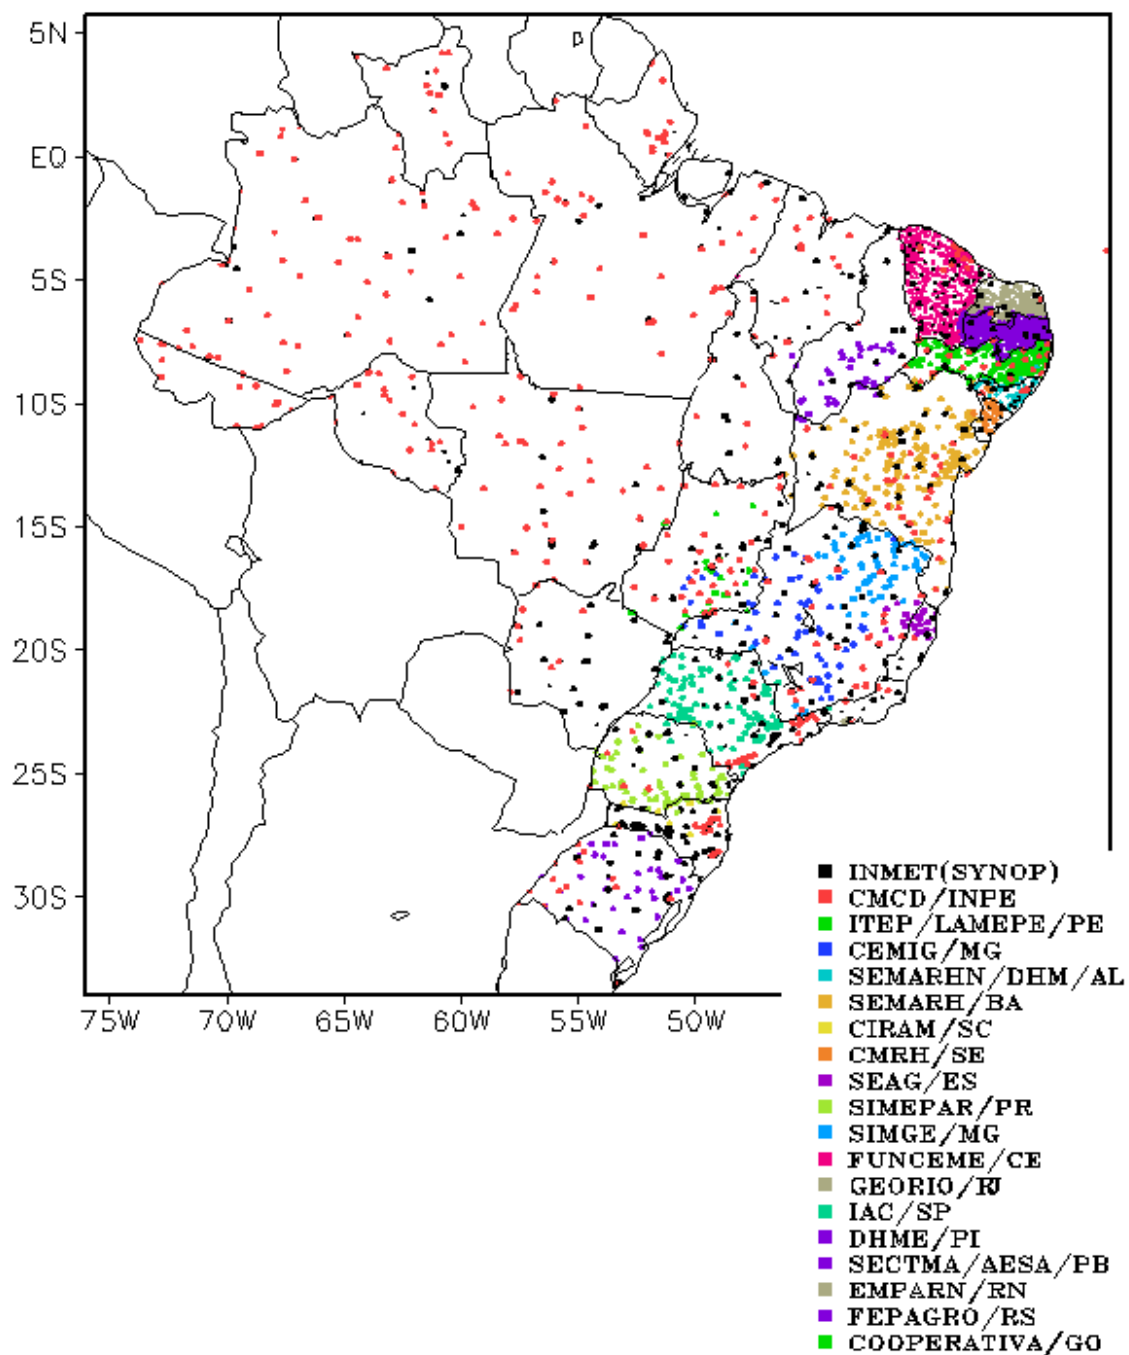 5N
EQ
5S
10S
15S
20S
25S
30S
75W 70W 65W 60W 55W 50W
INMET(SYNOP)
CMCD/INPE
ITEP/LAMEPE/PE
CEMIG/MG
SEMARHN/DHM/AL
SEMARH/BA
CIRAM/SC
CMRH/SE
SEAG/ES
SIMEPAR/PR
SIMGE/MG
FUNCEME/CE
GEORIO/RJ
IAC/SP
DHME/PI
SECTMA/AESA/PB
EMPARN/RN
FEPAGRO/RS
COOPERATIVA/GO